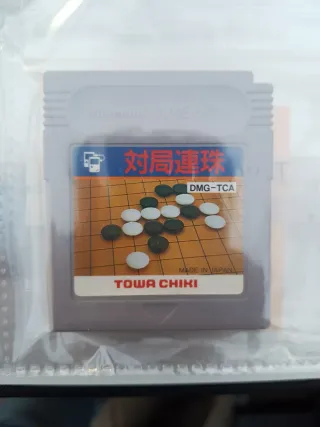 対局連珠
DMG-TCA
MADE IN JAPAN
TOWA CHIKI